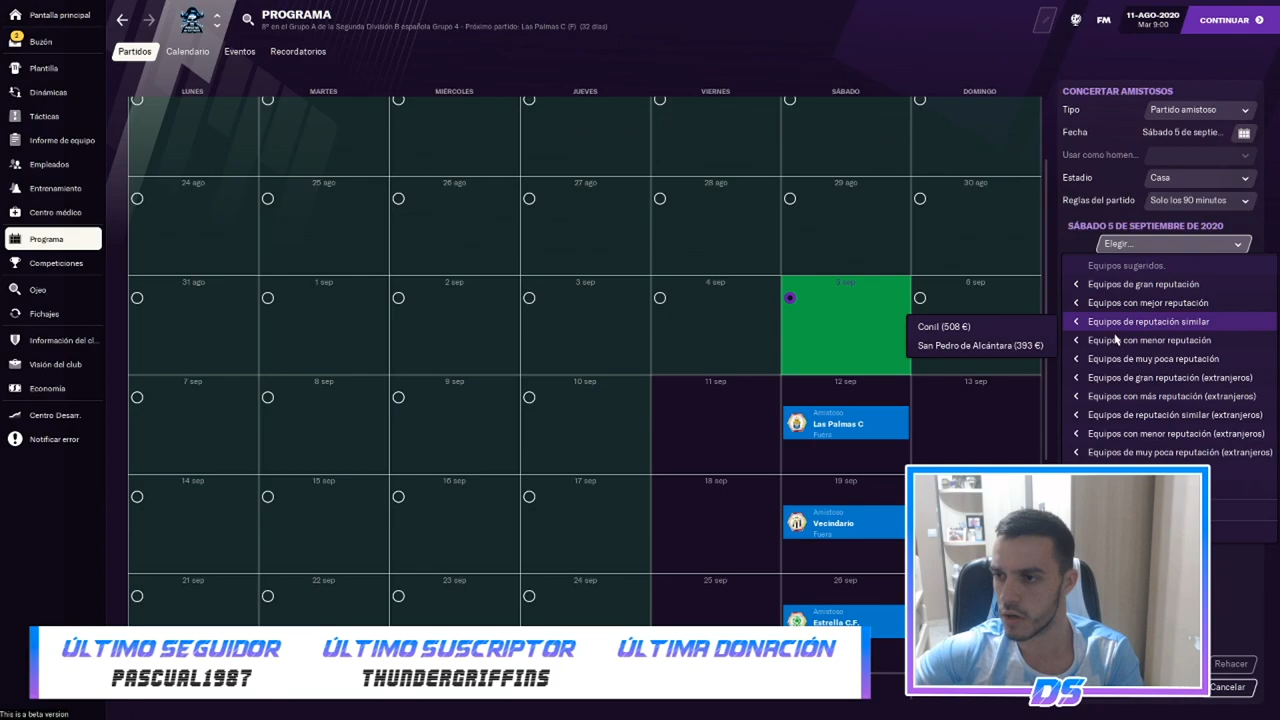 Pantalla principal
2
Buzón
Plantilla
Dinámicas
Tácticas
Informe de equipo
Empleados
Entrenamiento
Centro médico
Programa
Competiciones
Ojeo
Fichajes
Información del cl...
Visión del club
Economía
Centro Desarr.
Notificar error
This is a beta version
PROGRAMA
8º en el Grupo A de la Segunda División B española Grupo 4 - Próximo partido: Las Palmas C (F) (32 días)
FM
11-AGO-2020
Mar 9:00
CONTINUAR
Partidos
Calendario
Eventos
Recordatorios
LUNES
MARTES
MIÉRCOLES
JUEVES
VIERNES
SÁBADO
DOMINGO
24 ago
25 ago
26 ago
27 ago
28 ago
29 ago
30 ago
31 ago
1 sep
2 sep
3 sep
4 sep
5 sep
6 sep
7 sep
8 sep
9 sep
10 sep
11 sep
12 sep
13 sep
Amistoso
Las Palmas C
Fuera
14 sep
15 sep
16 sep
17 sep
18 sep
19 sep
Amistoso
Vecindario
Fuera
21 sep
22 sep
23 sep
24 sep
25 sep
26 sep
Amistoso
Estrella C.F.
CONCERTAR AMISTOSOS
Tipo
Partido amistoso
Fecha
Sábado 5 de septie...
Usar como homen...
Estadio
Casa
Reglas del partido
Solo los 90 minutos
SÁBADO 5 DE SEPTIEMBRE DE 2020
Elegir...
Equipos sugeridos.
Equipos de gran reputación
Equipos con mejor reputación
Equipos de reputación similar
Equipos con menor reputación
Equipos de muy poca reputación
Equipos de gran reputación (extranjeros)
Equipos con más reputación (extranjeros)
Equipos de reputación similar (extranjeros)
Equipos con menor reputación (extranjeros)
Equipos de muy poca reputación (extranjeros)
Conil (508 €)
San Pedro de Alcántara (393 €)
Rehacer
Cancelar
ÚLTIMO SEGUIDOR
PASCUAL1987
ÚLTIMO SUSCRIPTOR
THUNDERGRIFFINS
ÚLTIMA DONACIÓN
DS